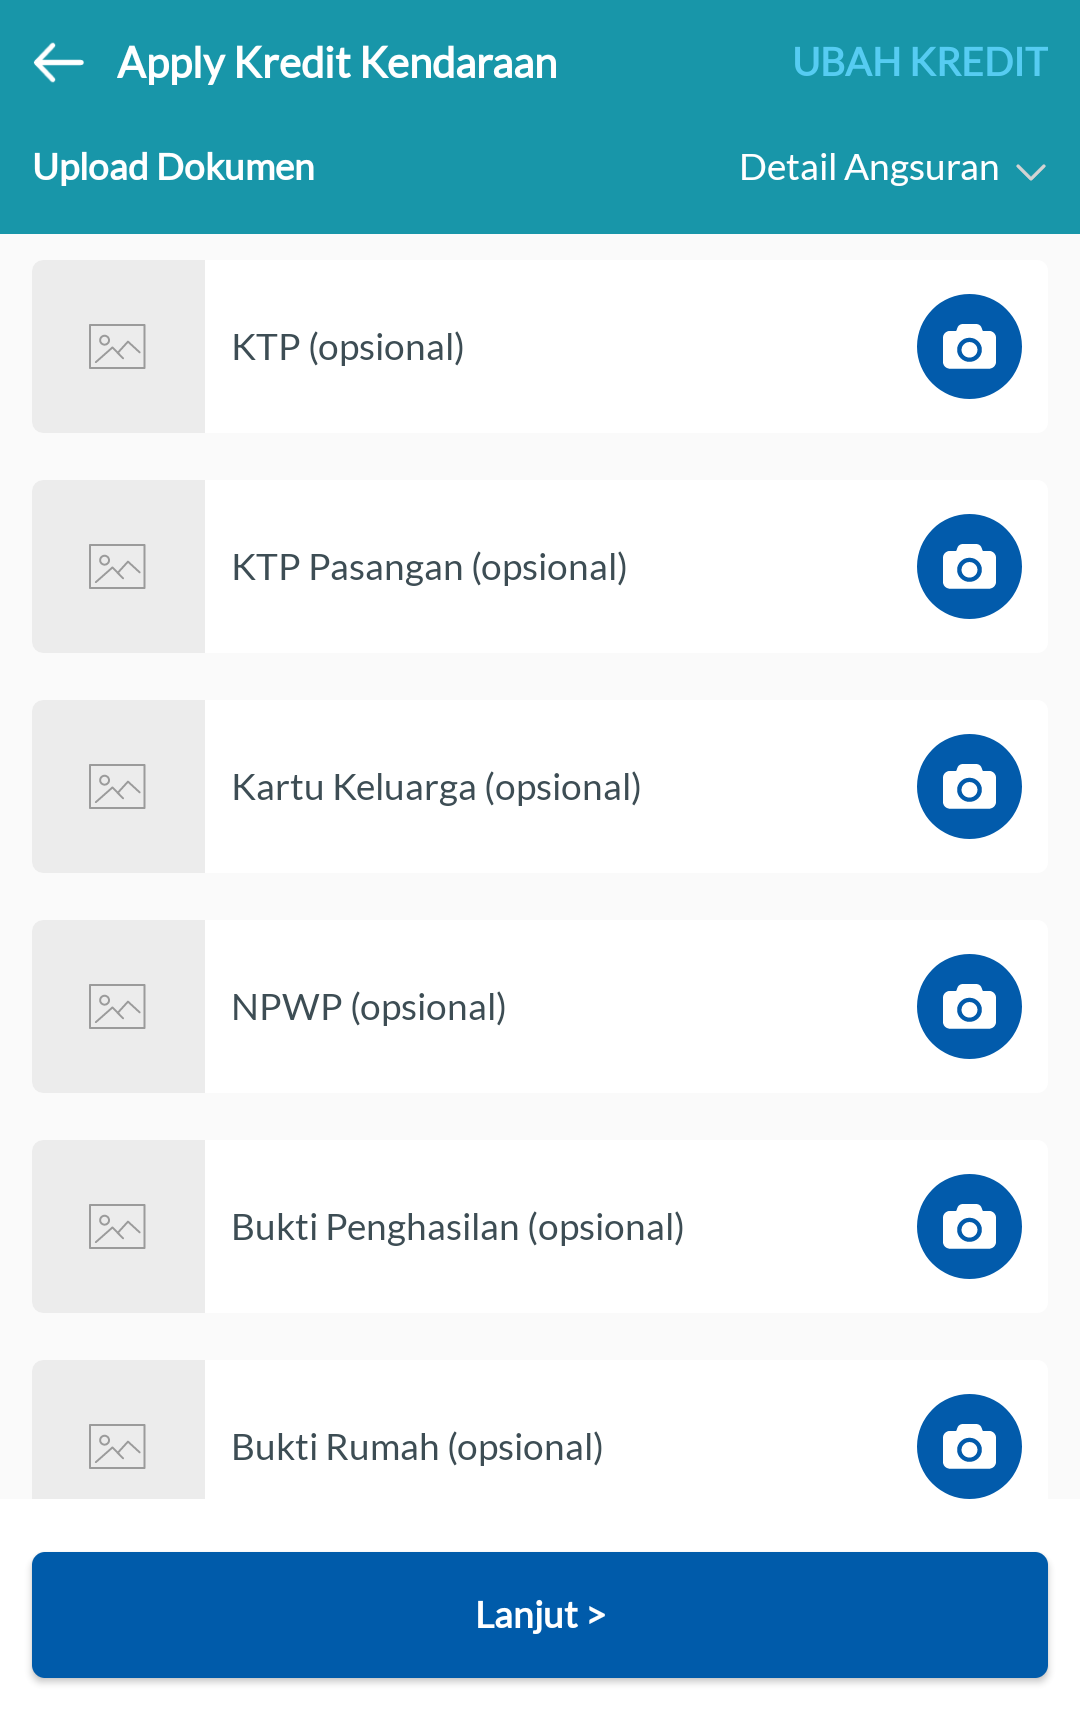 Apply Kredit Kendaraan
UBAH KREDIT
Upload Dokumen
Detail Angsuran
KTP (opsional)
KTP Pasangan (opsional)
Kartu Keluarga (opsional)
NPWP (opsional)
Bukti Penghasilan (opsional)
Bukti Rumah (opsional)
Lanjut >